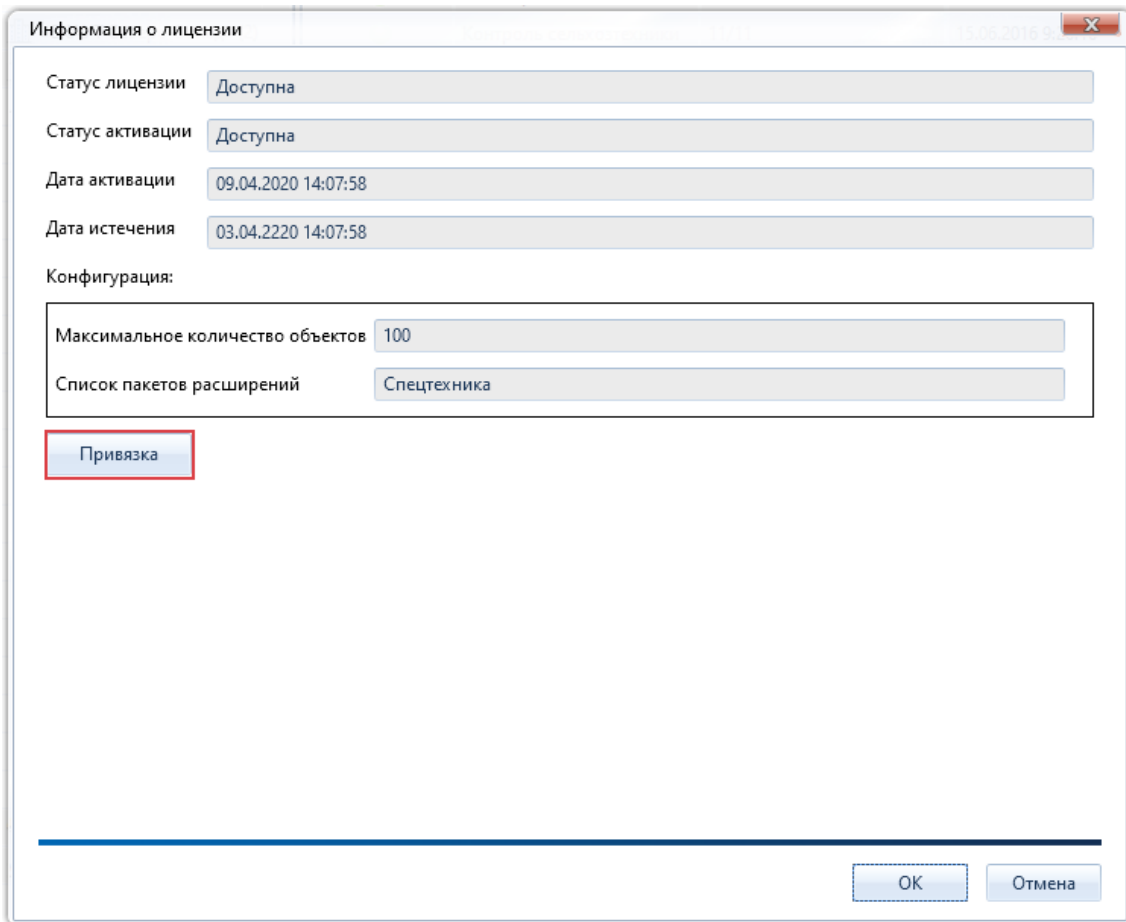 Информация о лицензии
Статус лицензии Доступна
Статус активации Доступна
Дата активации 09.04.2020 14:07:58
Дата истечения 03.04.2220 14:07:58
Конфигурация:
Максимальное количество объектов 100
Список пакетов расширений Спецтехника
Привязка
OK Отмена